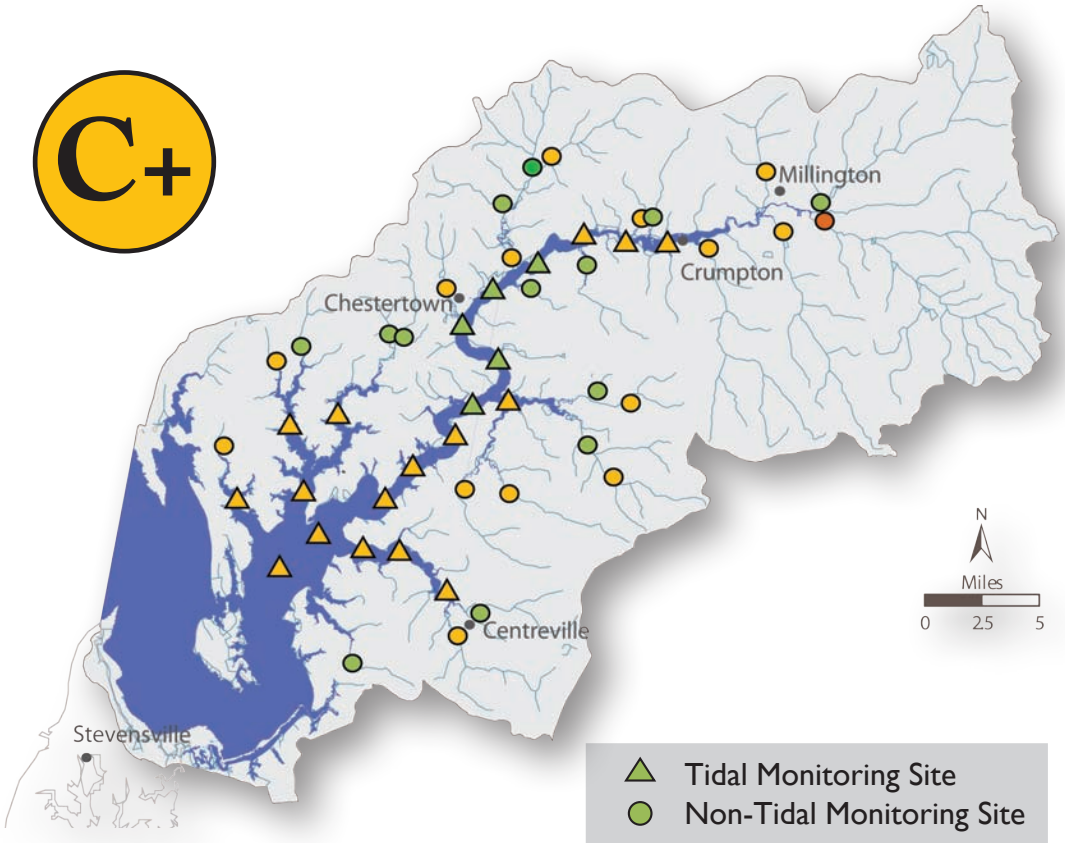 C+
Millington
Crumpton
Chestertown
Centreville
Stevensville
N
Miles
0 2.5 5
Tidal Monitoring Site
Non-Tidal Monitoring Site